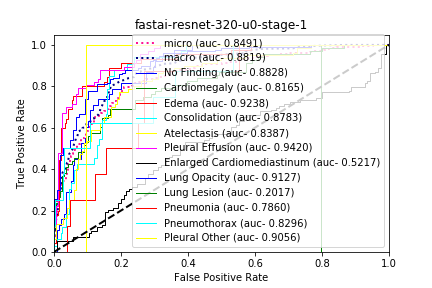 fastai-resnet-320-u0-stage-1
True Positive Rate
1.0
0.8
0.6
0.4
0.2
0.0
micro (auc- 0.8491)
macro (auc- 0.8819)
No Finding (auc- 0.8828)
Cardiomegaly (auc- 0.8165)
Edema (auc- 0.9238)
Consolidation (auc- 0.8783)
Atelectasis (auc- 0.8387)
Pleural Effusion (auc- 0.9420)
Enlarged Cardiomediastinum (auc- 0.5217)
Lung Opacity (auc- 0.9127)
Lung Lesion (auc- 0.2017)
Pneumonia (auc- 0.7860)
Pneumothorax (auc- 0.8296)
Pleural Other (auc- 0.9056)
0.0 0.2 0.4 0.6 0.8 1.0
False Positive Rate